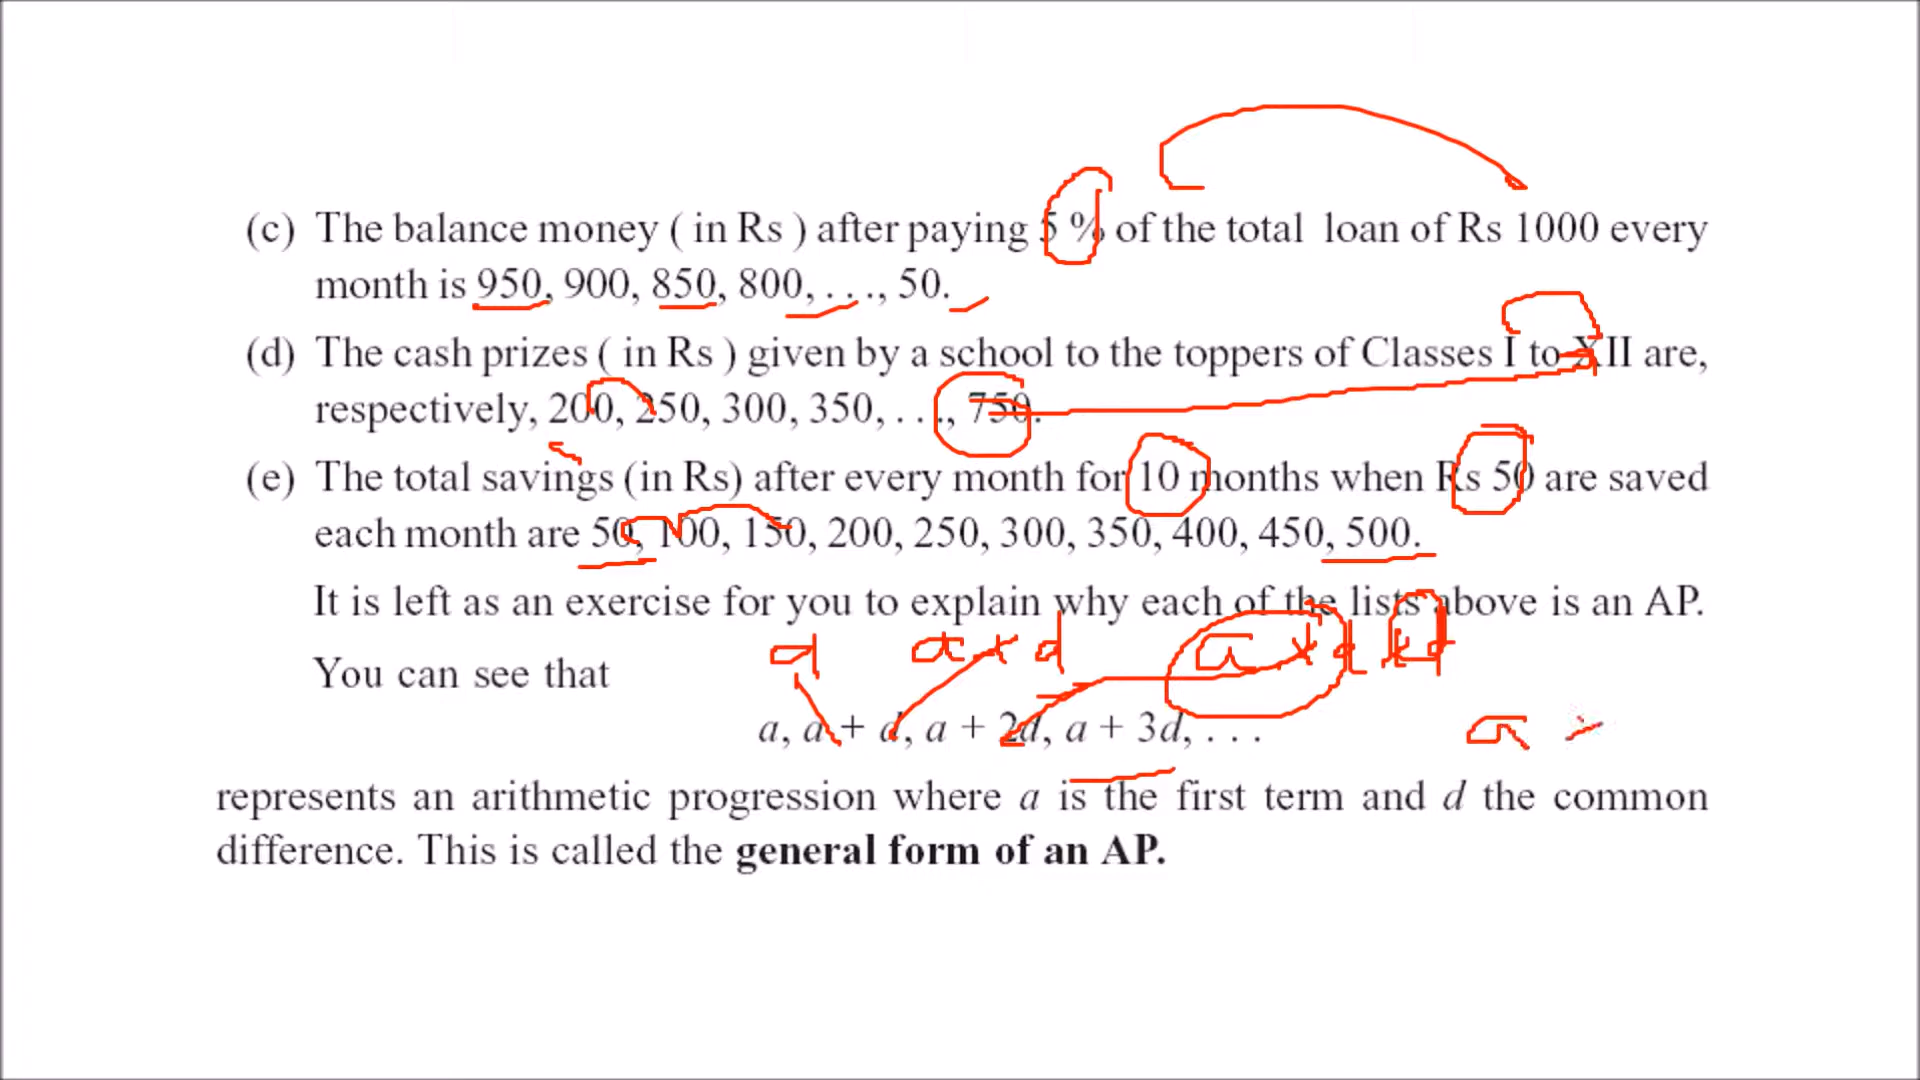 (c) The balance money ( in Rs ) after paying 5 % of the total loan of Rs 1000 every
month is 950, 900, 850, 800, . . ., 50.
(d) The cash prizes ( in Rs ) given by a school to the toppers of Classes I to XII are,
respectively, 200, 250, 300, 350, . . ., 750.
(e) The total savings (in Rs) after every month for 10 months when Rs 50 are saved
each month are 50, 100, 150, 200, 250, 300, 350, 400, 450, 500.
It is left as an exercise for you to explain why each of the lists above is an AP.
a a + d a + d + d
You can see that
a, a + d, a + 2d, a + 3d, . . .
a +
represents an arithmetic progression where a is the first term and d the common
difference. This is called the general form of an AP.